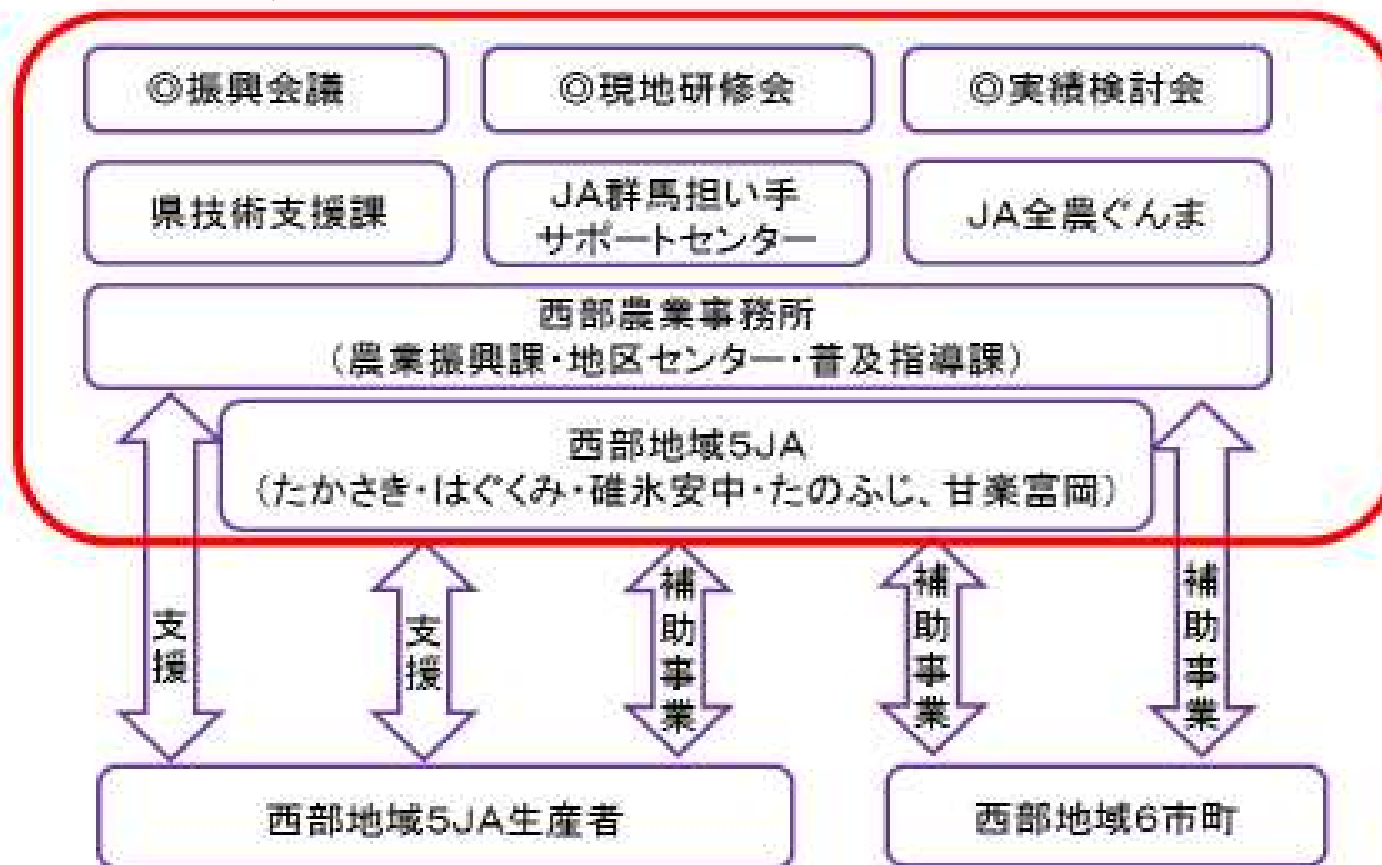 ◎振興会議
◎現地研修会
◎実績検討会
県技術支援課
JA群馬担い手
サポートセンター
JA全農ぐんま
西部農業事務所
(農業振興課・地区センター・普及指導課)
西部地域5JA
(たかさき・はぐくみ・碓氷安中・たのふじ、甘楽富岡)
支援
支援
補助事業
補助事業
補助事業
西部地域5JA生産者
西部地域6市町